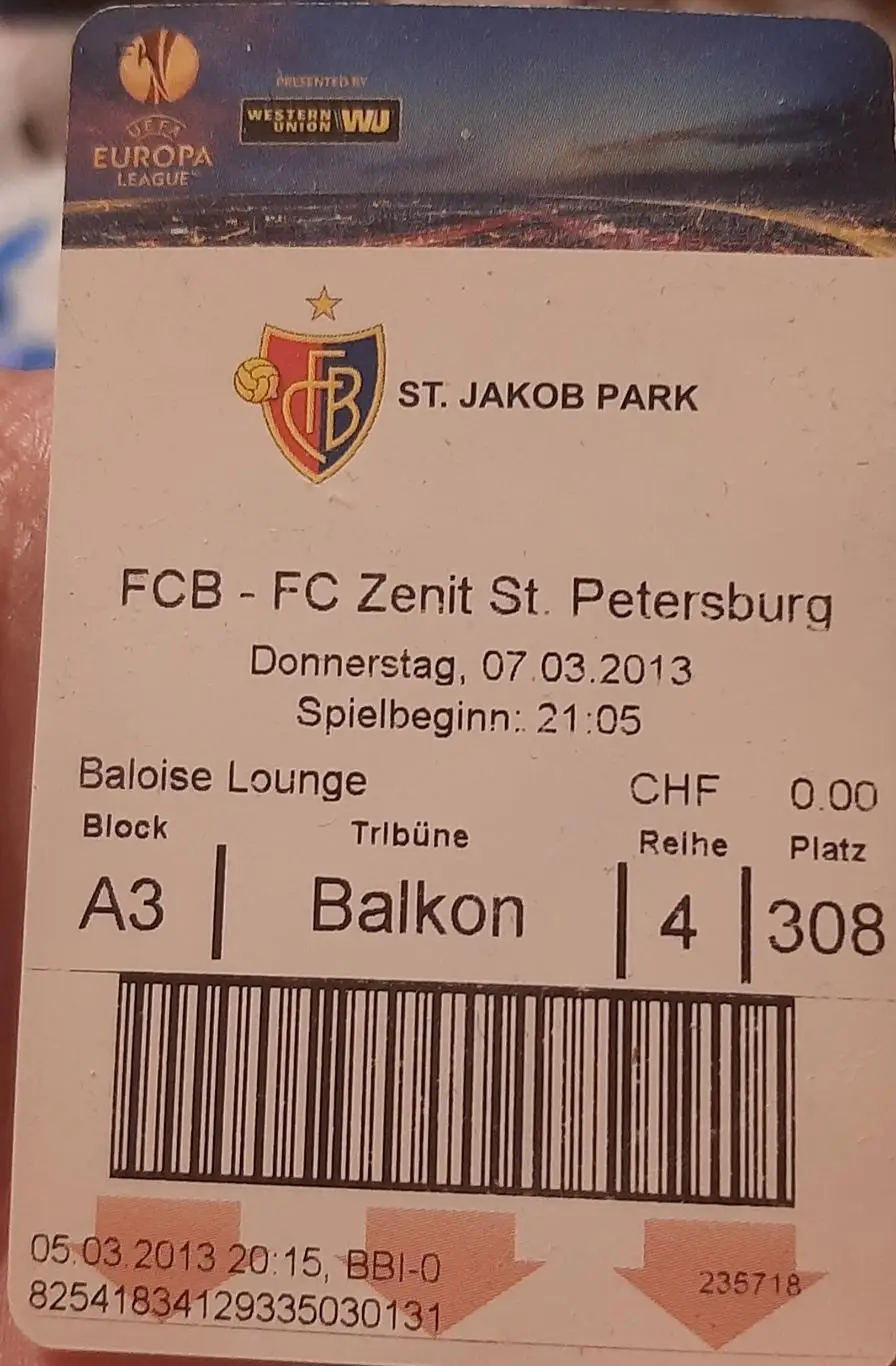 PRESENTED BY
WESTERN
UNION WU
UEFA
EUROPA
LEAGUE
FCB
ST. JAKOB PARK
FCB - FC Zenit St. Petersburg
Donnerstag, 07.03.2013
Spielbeginn: 21:05
Baloise Lounge CHF 0.00
Block Tribüne Reihe Platz
A3 Balkon 4 308
05.03.2013 20:15, BBI-0
82541834129335030131
235718